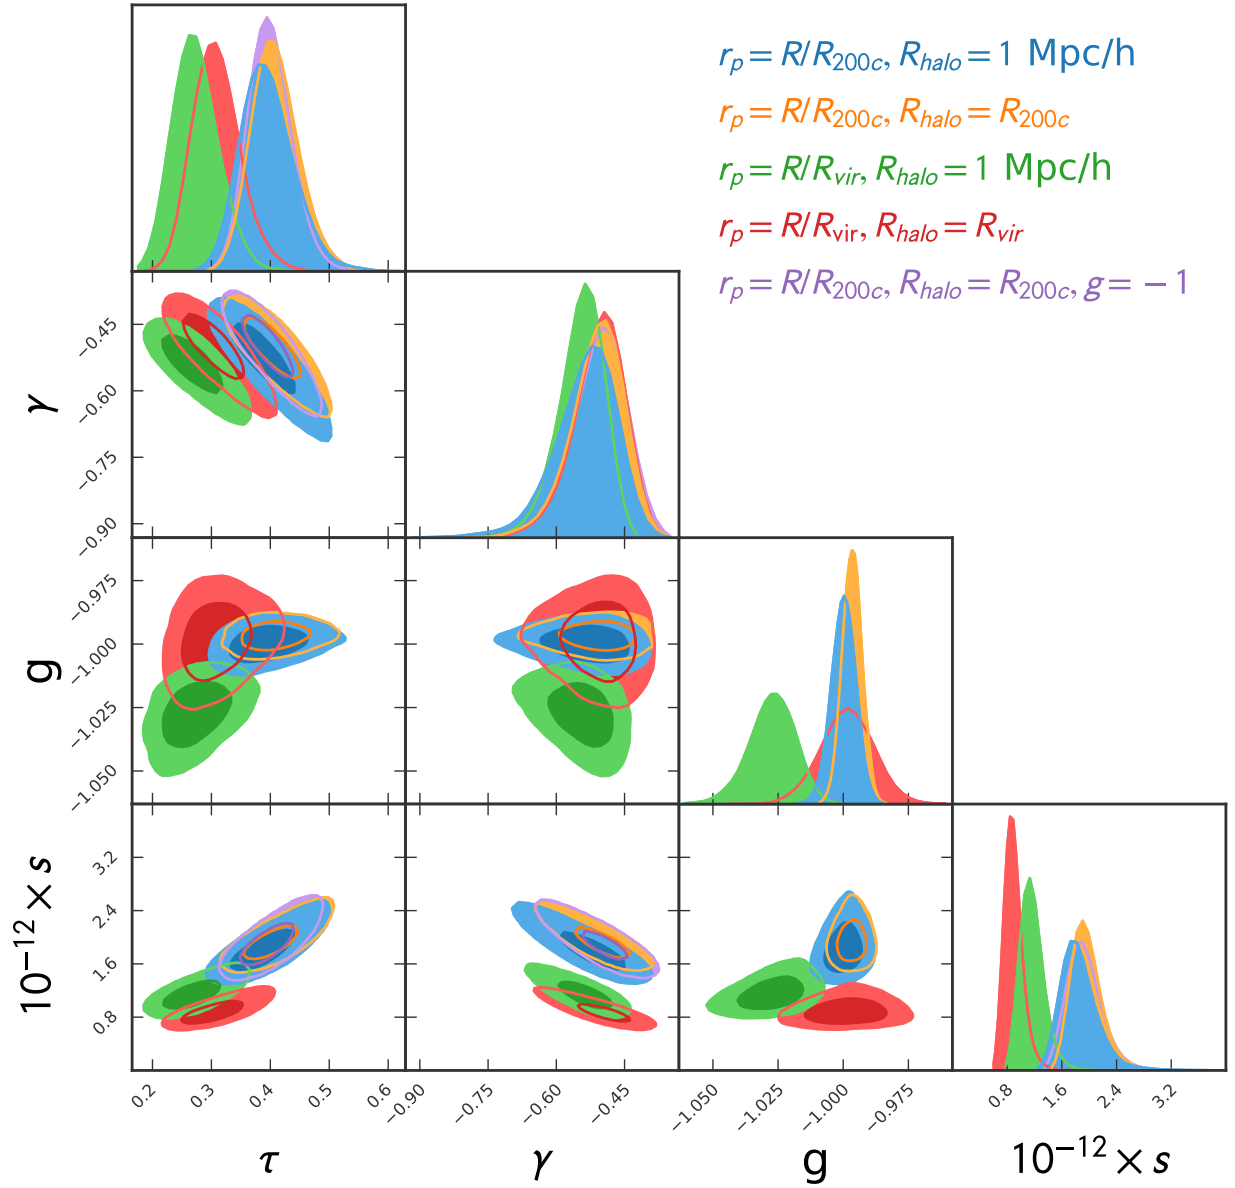 r_p = R/R_200c, R_halo = 1 Mpc/h
r_p = R/R_200c, R_halo = R_200c
r_p = R/R_vir, R_halo = 1 Mpc/h
r_p = R/R_vir, R_halo = R_vir
r_p = R/R_200c, R_halo = R_200c, g = −1
γ
−0.45
−0.60
−0.75
−0.90
g
−0.975
−1.000
−1.025
−1.050
10^−12 × s
3.2
2.4
1.6
0.8
0.2 0.3 0.4 0.5 0.6
−0.90 −0.75 −0.60 −0.45
−1.050 −1.025 −1.000 −0.975
0.8 1.6 2.4 3.2
τ
γ
g
10^−12 × s